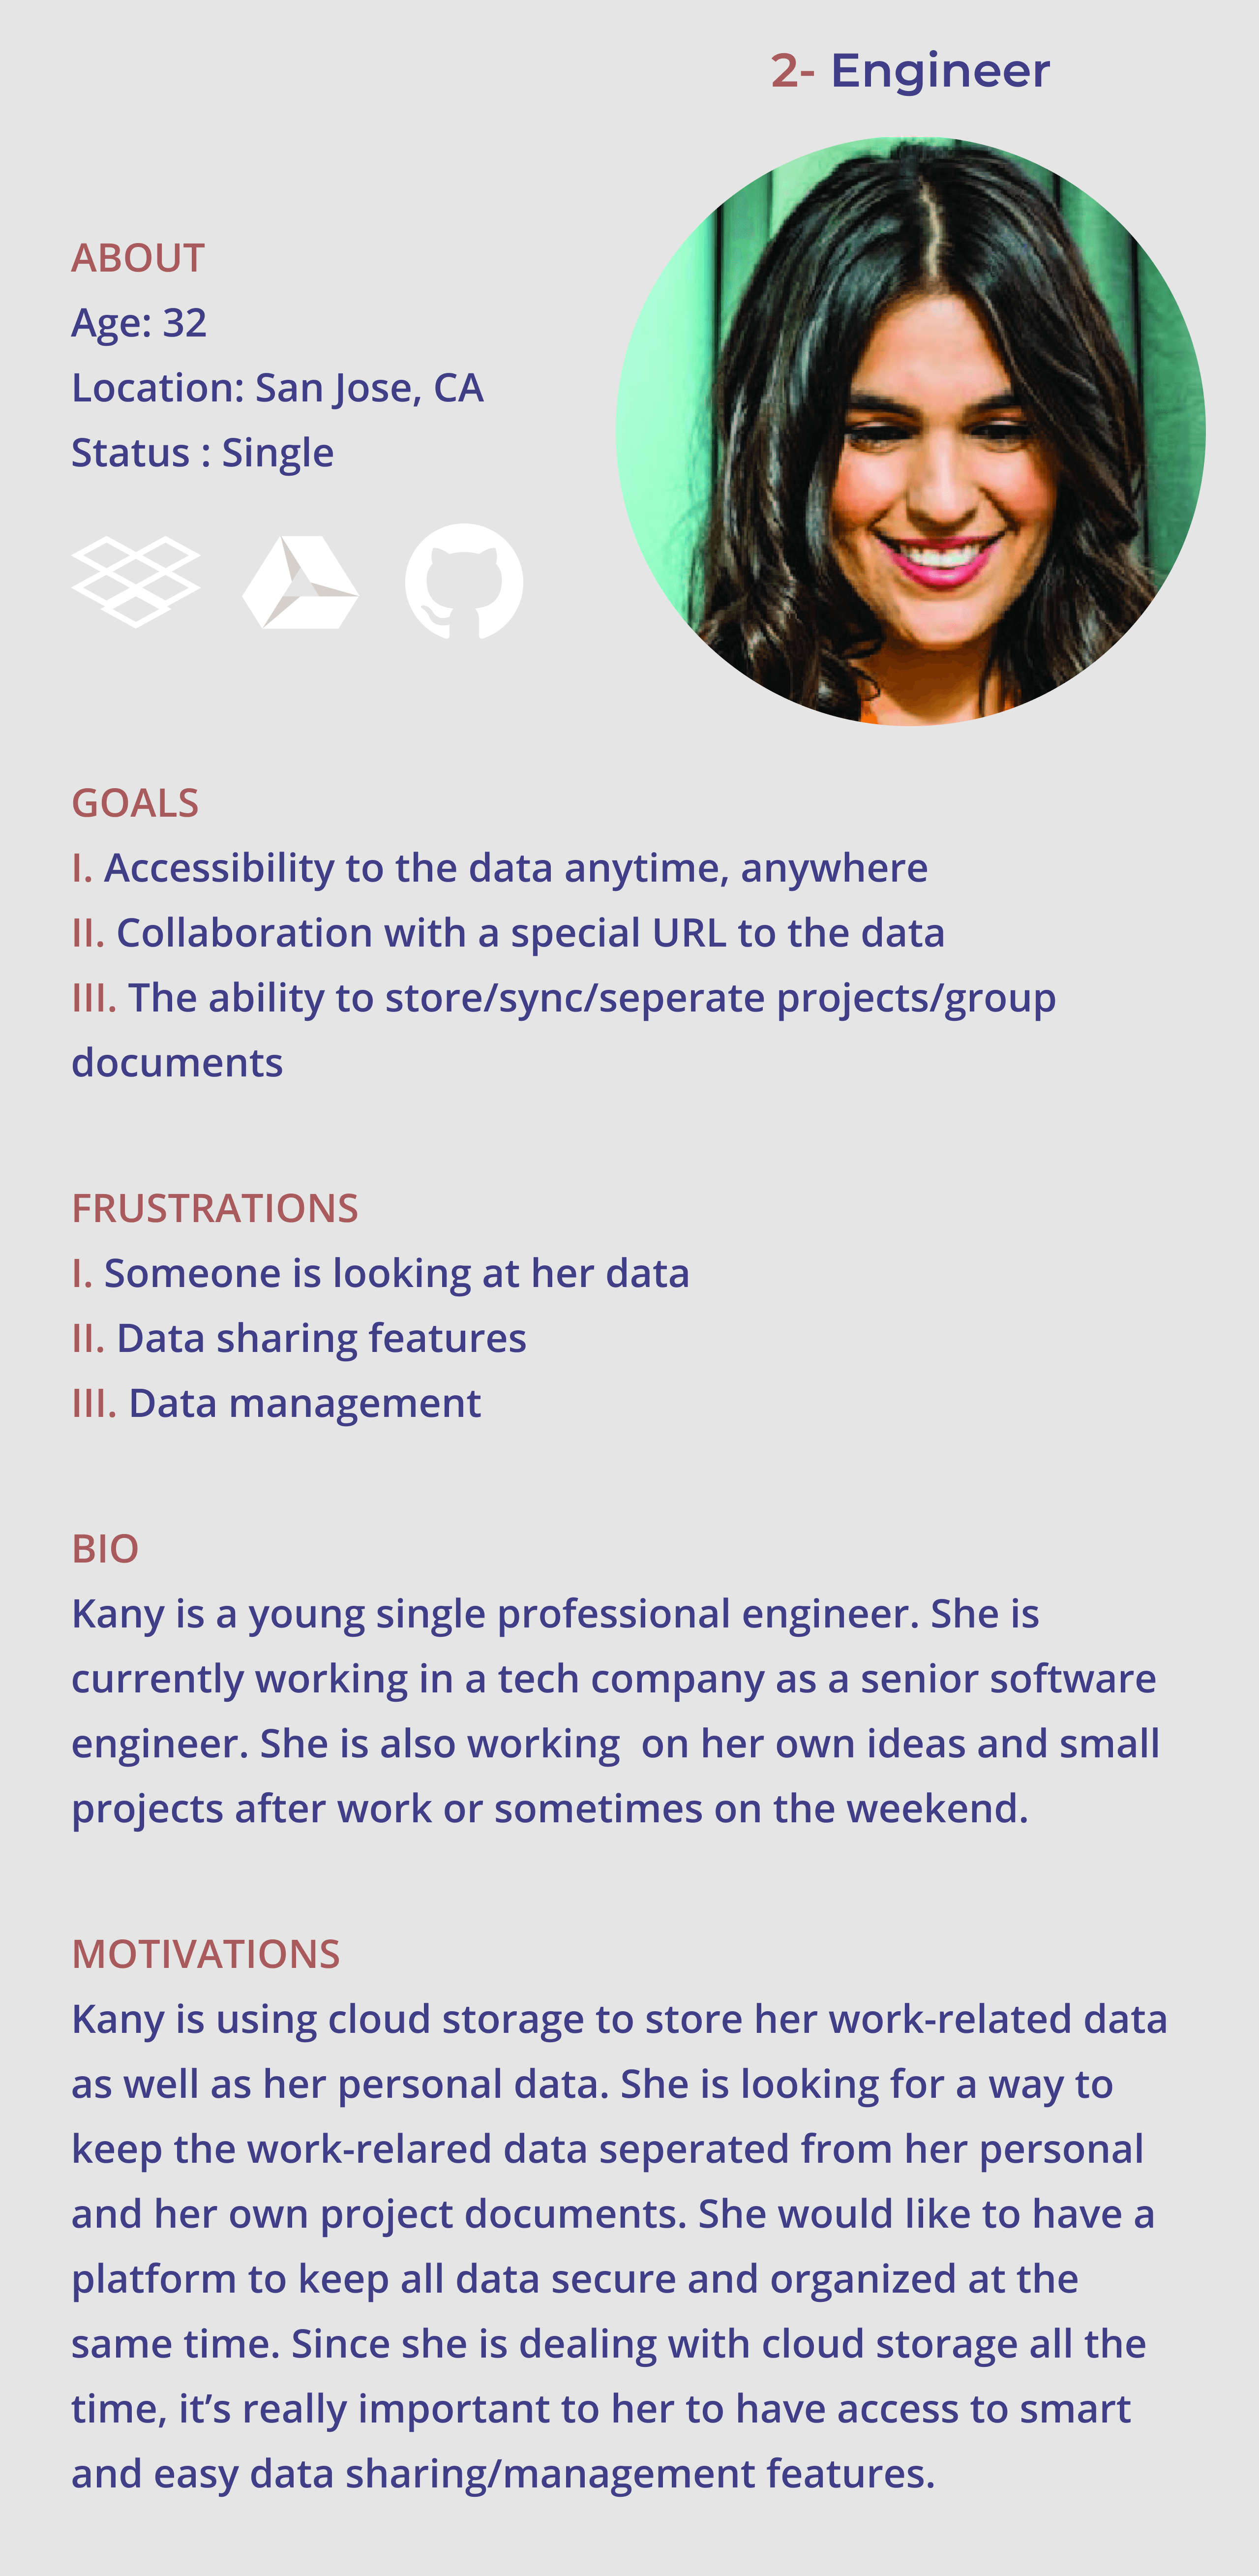 2- Engineer
ABOUT
Age: 32
Location: San Jose, CA
Status : Single
GOALS
I. Accessibility to the data anytime, anywhere
II. Collaboration with a special URL to the data
III. The ability to store/sync/seperate projects/group
documents
FRUSTRATIONS
I. Someone is looking at her data
II. Data sharing features
III. Data management
BIO
Kany is a young single professional engineer. She is
currently working in a tech company as a senior software
engineer. She is also working  on her own ideas and small
projects after work or sometimes on the weekend.
MOTIVATIONS
Kany is using cloud storage to store her work-related data
as well as her personal data. She is looking for a way to
keep the work-relared data seperated from her personal
and her own project documents. She would like to have a
platform to keep all data secure and organized at the
same time. Since she is dealing with cloud storage all the
time, it’s really important to her to have access to smart
and easy data sharing/management features.